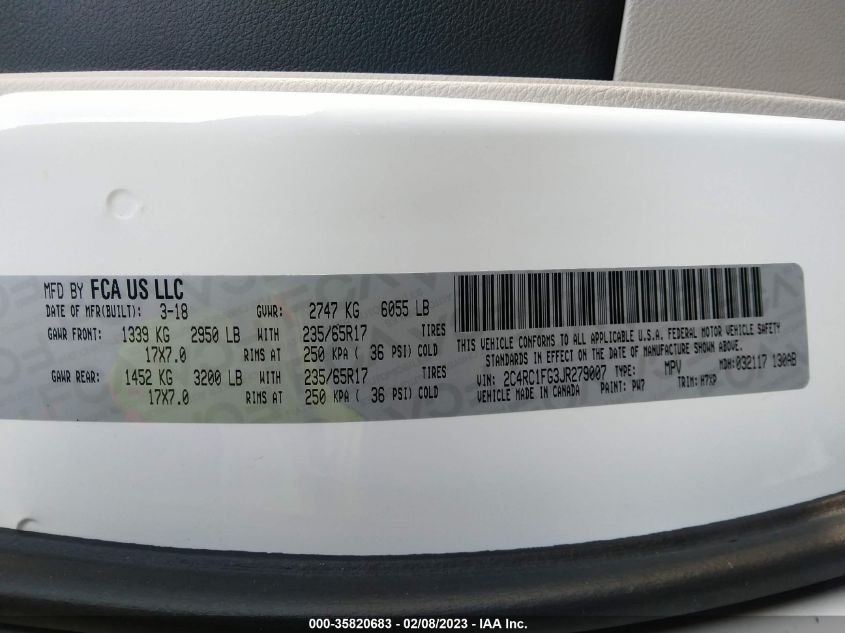 MFD BY FCA US LLC
DATE OF MFR(BUILT): 3-18 GVWR: 2747 KG 6055 LB
GAWR FRONT: 1339 KG 2950 LB WITH 235/65R17 TIRES
17X7.0 RIMS AT 250 KPA ( 36 PSI) COLD
GAWR REAR: 1452 KG 3200 LB WITH 235/65R17 TIRES
17X7.0 RIMS AT 250 KPA ( 36 PSI) COLD
THIS VEHICLE CONFORMS TO ALL APPLICABLE U.S.A. FEDERAL MOTOR VEHICLE SAFETY
STANDARDS IN EFFECT ON THE DATE OF MANUFACTURE SHOWN ABOVE.
VIN: 2C4RC1FG3JR279007 TYPE: MPV MDH: 032117 130AB
VEHICLE MADE IN CANADA PAINT: PW7 TRIM: H7XP
000-35820683 - 02/08/2023 - IAA Inc.